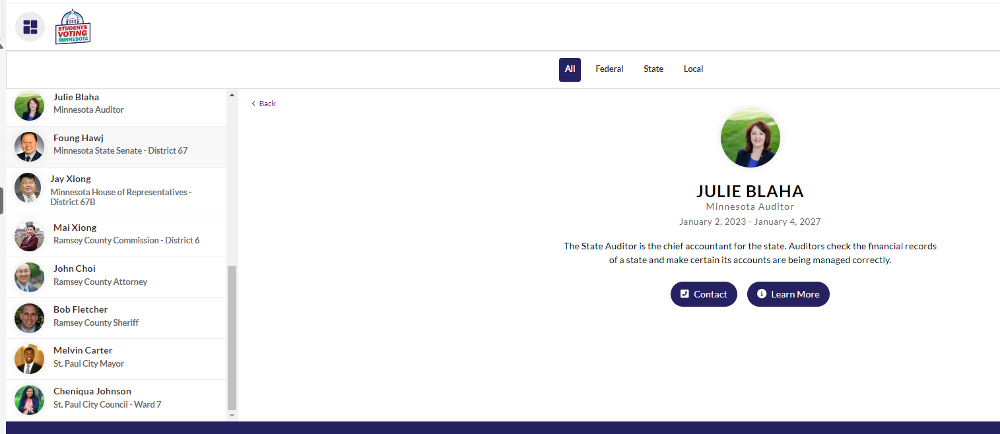 STUDENTS
VOTING
MINNESOTA
All Federal State Local
Julie Blaha
Minnesota Auditor
Foung Hawj
Minnesota State Senate - District 67
Jay Xiong
Minnesota House of Representatives -
District 67B
Mai Xiong
Ramsey County Commission - District 6
John Choi
Ramsey County Attorney
Bob Fletcher
Ramsey County Sheriff
Melvin Carter
St. Paul City Mayor
Cheniqua Johnson
St. Paul City Council - Ward 7
Back
JULIE BLAHA
Minnesota Auditor
January 2, 2023 - January 4, 2027
The State Auditor is the chief accountant for the state. Auditors check the financial records
of a state and make certain its accounts are being managed correctly.
Contact Learn More